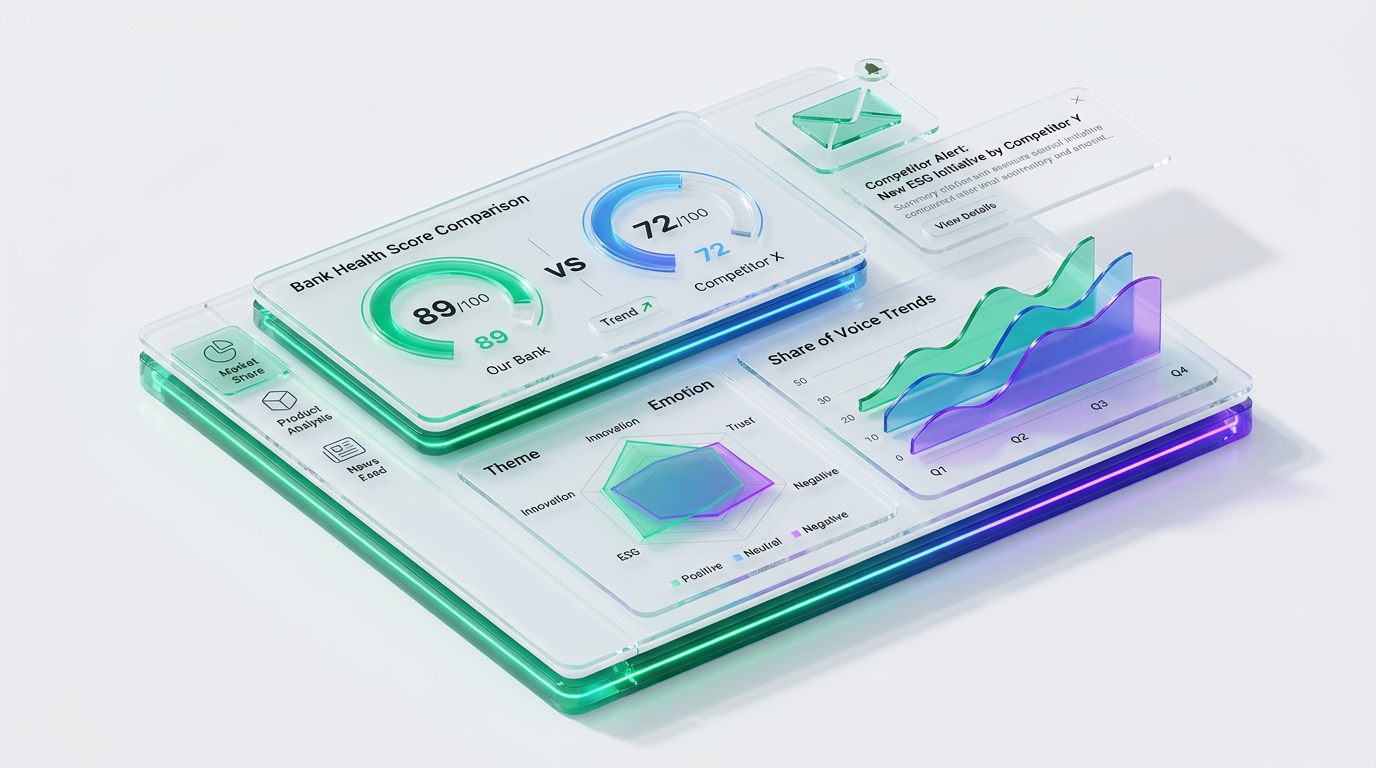 Bank Health Score Comparison
89/100
89
Our Bank
VS
72/100
72
Competitor X
Trend
Competitor Alert:
New ESG Initiative by Competitor Y
View Details
Market
Share
Product
Analysis
News
Theme
Emotion
Innovation
Trust
Innovation
Negative
ESG
Positive
Neutral
Negative
Share of Voice Trends
50
30
20
10
0
Q1
Q2
Q3
Q4